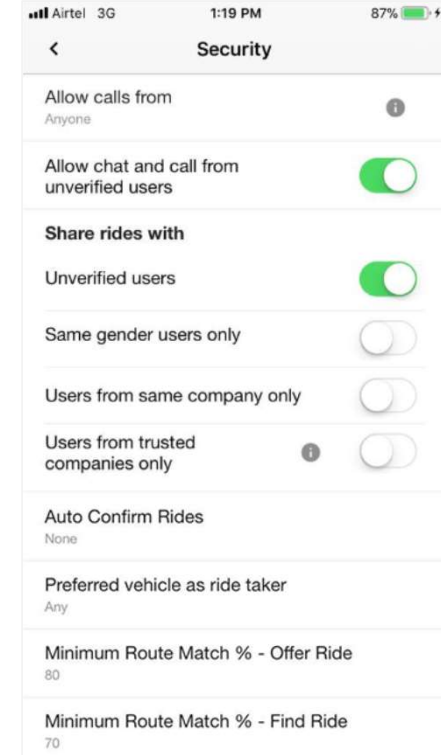 Airtel 3G 1:19 PM 87%
Security
Allow calls from
Anyone
Allow chat and call from
unverified users
Share rides with
Unverified users
Same gender users only
Users from same company only
Users from trusted
companies only
Auto Confirm Rides
None
Preferred vehicle as ride taker
Any
Minimum Route Match % - Offer Ride
80
Minimum Route Match % - Find Ride
70